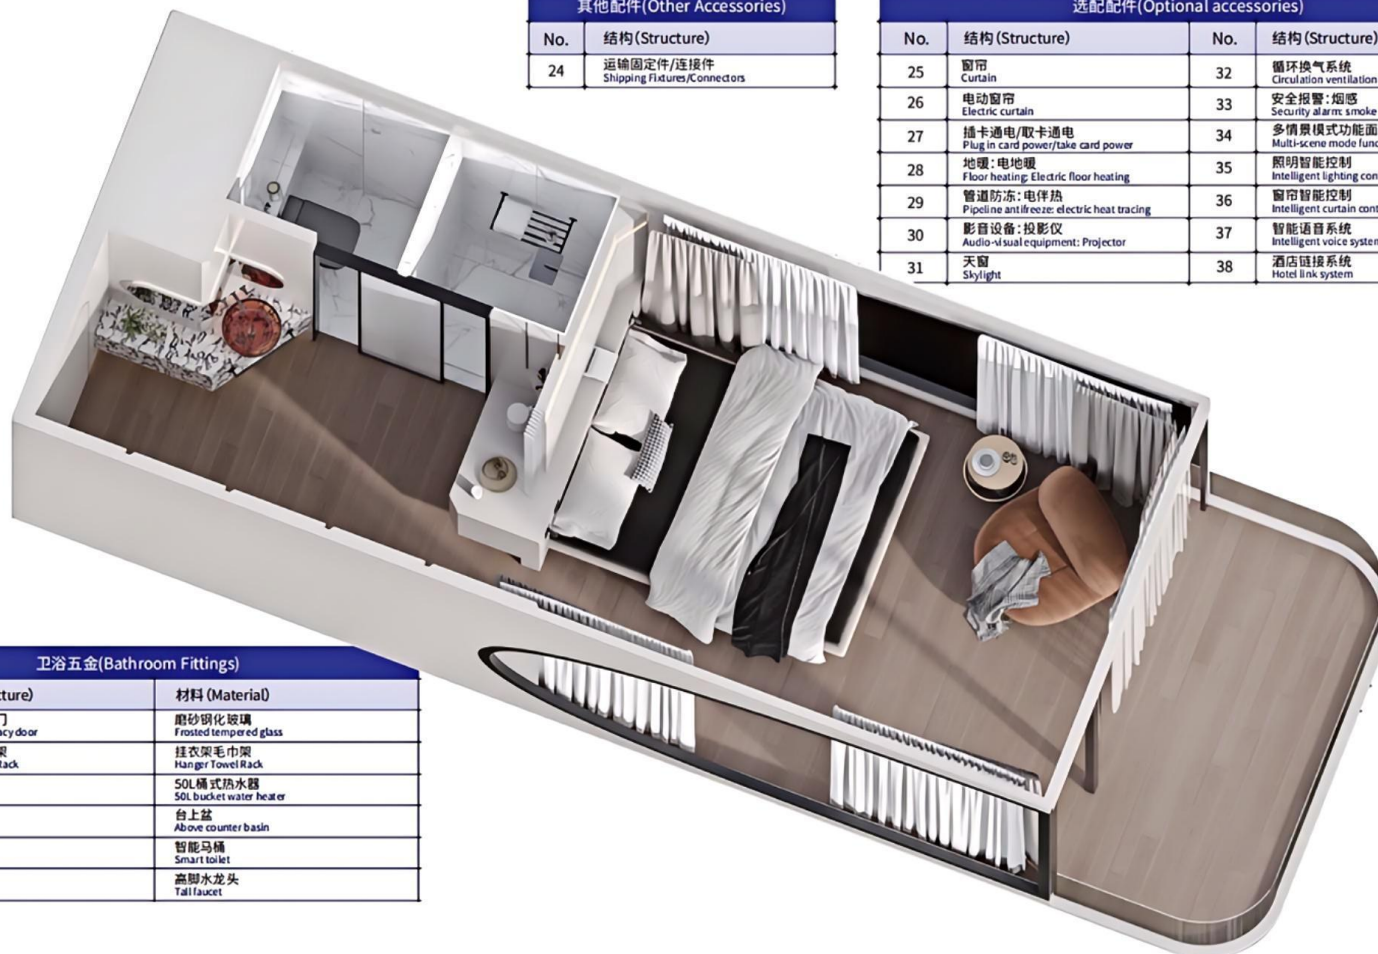 其他配件(Other Accessories)
No. 结构(Structure)
24 运输固定件/连接件
Shipping Fixtures/Connectors
选配配件(Optional accessories)
No. 结构(Structure) No. 结构(Structure)
25 窗帘
Curtain
32 循环换气系统
Circulation ventilation
26 电动窗帘
Electric curtain
33 安全报警:烟感
Security alarm: smoke
27 插卡通电/取卡通电
Plug in card power/take card power
34 多情景模式功能面
Multi-scene mode func
28 地暖:电地暖
Floor heating: Electric floor heating
35 照明智能控制
Intelligent lighting con
29 管道防冻:电伴热
Pipeline antifreeze: electric heat tracing
36 窗帘智能控制
Intelligent curtain cont
30 影音设备:投影仪
Audio-visual equipment: Projector
37 智能语音系统
Intelligent voice system
31 天窗
Skylight
38 酒店链接系统
Hotel link system
卫浴五金(Bathroom Fittings)
cture) 材料(Material)
门
acy door
磨砂钢化玻璃
Frosted tempered glass
架
Rack
挂衣架毛巾架
Hanger Towel Rack
50L桶式热水器
50L bucket water heater
台上盆
Above counter basin
智能马桶
Smart toilet
高脚水龙头
Tall faucet